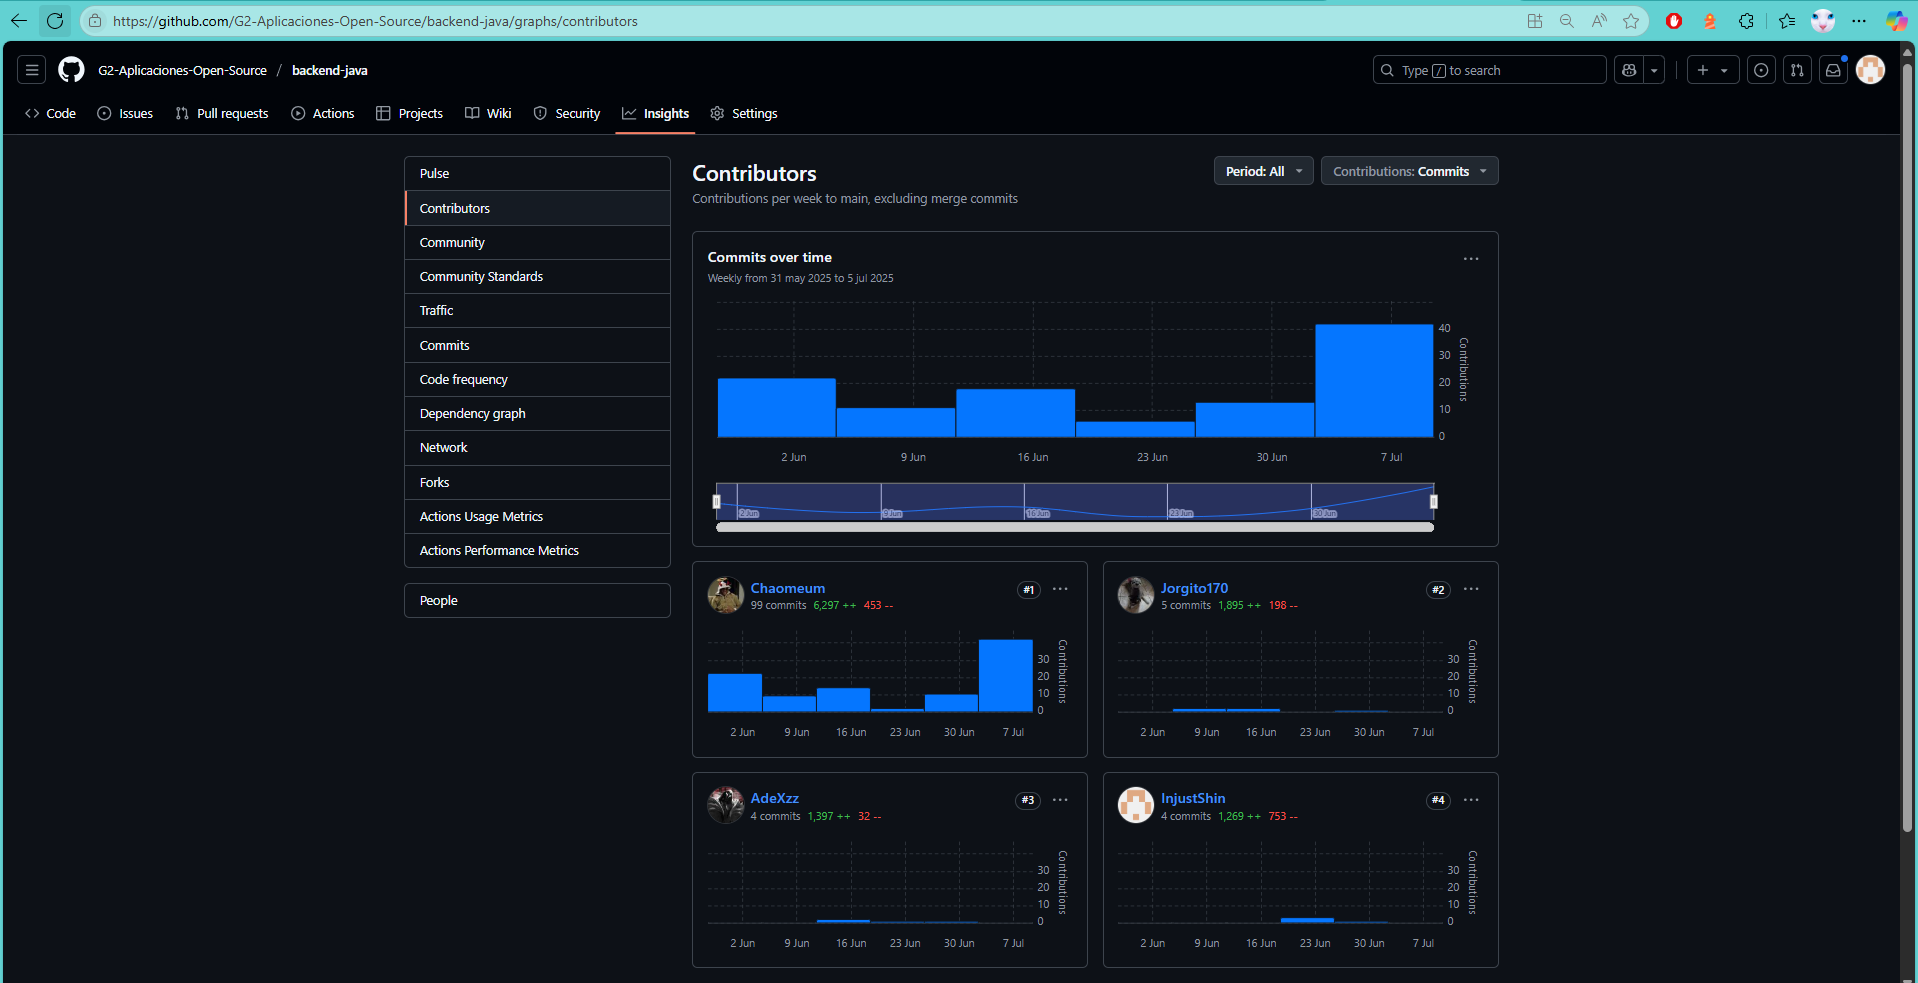 https://github.com/G2-Aplicaciones-Open-Source/backend-java/graphs/contributors
G2-Aplicaciones-Open-Source / backend-java
Type / to search
Code Issues Pull requests Actions Projects Wiki Security Insights Settings
Pulse
Contributors
Community
Community Standards
Traffic
Commits
Code frequency
Dependency graph
Network
Forks
Actions Usage Metrics
Actions Performance Metrics
People
Contributors
Period: All
Contributions: Commits
Contributions per week to main, excluding merge commits
Commits over time
Weekly from 31 may 2025 to 5 jul 2025
40
30
20
10
0
Contributions
2 Jun 9 Jun 16 Jun 23 Jun 30 Jun 7 Jul
2 Jun 9 Jun 16 Jun 23 Jun 30 Jun
Chaomeum #1
99 commits 6,297 ++ 453 --
30
20
10
0
Contributions
2 Jun 9 Jun 16 Jun 23 Jun 30 Jun 7 Jul
Jorgito170 #2
5 commits 1,895 ++ 198 --
30
20
10
0
Contributions
2 Jun 9 Jun 16 Jun 23 Jun 30 Jun 7 Jul
AdeXzz #3
4 commits 1,397 ++ 32 --
30
20
10
0
Contributions
2 Jun 9 Jun 16 Jun 23 Jun 30 Jun 7 Jul
InjustShin #4
4 commits 1,269 ++ 753 --
30
20
10
0
Contributions
2 Jun 9 Jun 16 Jun 23 Jun 30 Jun 7 Jul